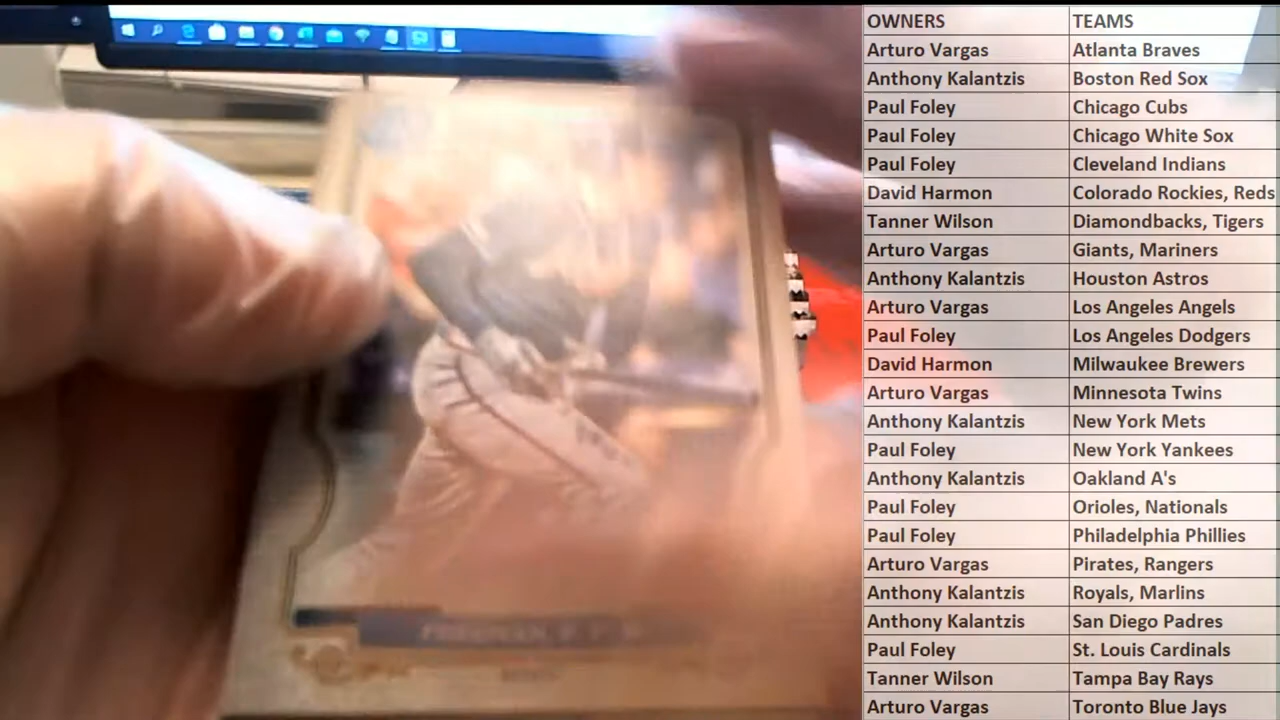 OWNERS TEAMS
Arturo Vargas Atlanta Braves
Anthony Kalantzis Boston Red Sox
Paul Foley Chicago Cubs
Paul Foley Chicago White Sox
Paul Foley Cleveland Indians
David Harmon Colorado Rockies, Reds
Tanner Wilson Diamondbacks, Tigers
Arturo Vargas Giants, Mariners
Anthony Kalantzis Houston Astros
Arturo Vargas Los Angeles Angels
Paul Foley Los Angeles Dodgers
David Harmon Milwaukee Brewers
Arturo Vargas Minnesota Twins
Anthony Kalantzis New York Mets
Paul Foley New York Yankees
Anthony Kalantzis Oakland A's
Paul Foley Orioles, Nationals
Paul Foley Philadelphia Phillies
Arturo Vargas Pirates, Rangers
Anthony Kalantzis Royals, Marlins
Anthony Kalantzis San Diego Padres
Paul Foley St. Louis Cardinals
Tanner Wilson Tampa Bay Rays
Arturo Vargas Toronto Blue Jays